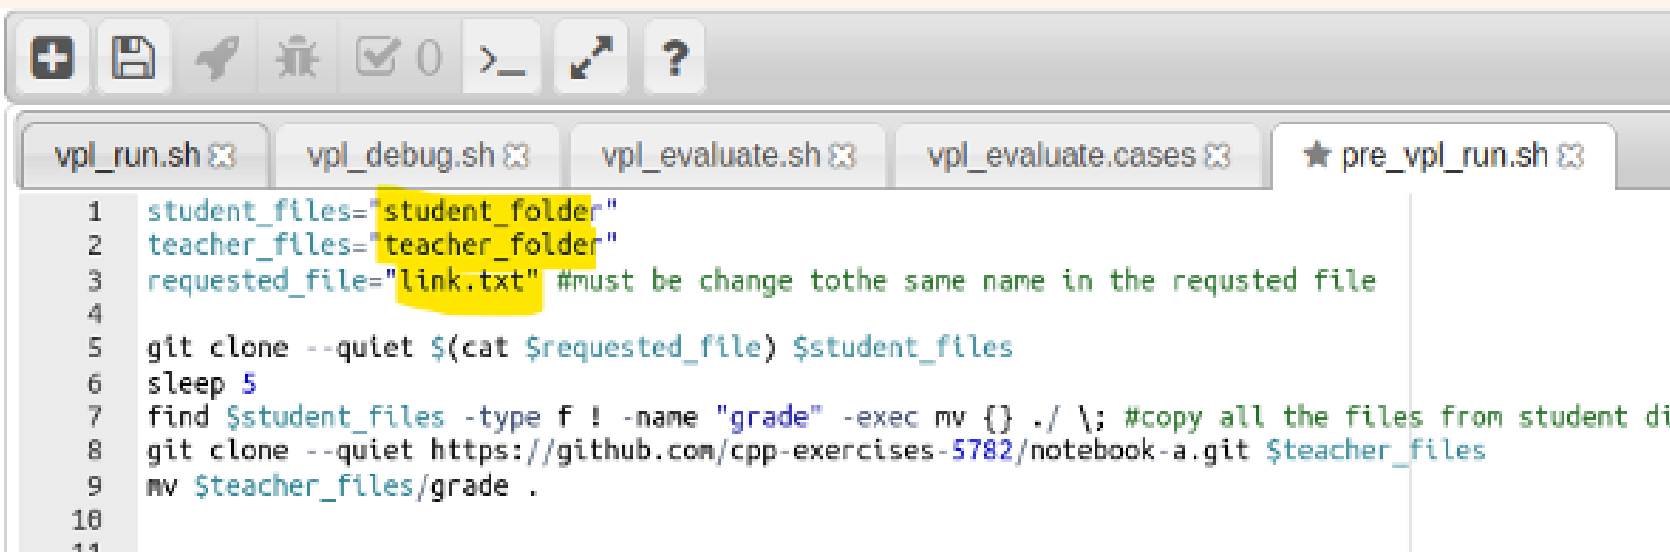 0 >_ ?
vpl_run.sh vpl_debug.sh vpl_evaluate.sh vpl_evaluate.cases pre_vpl_run.sh
1 student_files="student_folder"
2 teacher_files="teacher_folder"
3 requested_file="link.txt" #must be change tothe same name in the requsted file
4
5 git clone --quiet $(cat $requested_file) $student_files
6 sleep 5
7 find $student_files -type f ! -name "grade" -exec mv {} ./ \; #copy all the files from student di
8 git clone --quiet https://github.com/cpp-exercises-5782/notebook-a.git $teacher_files
9 mv $teacher_files/grade .
10
11